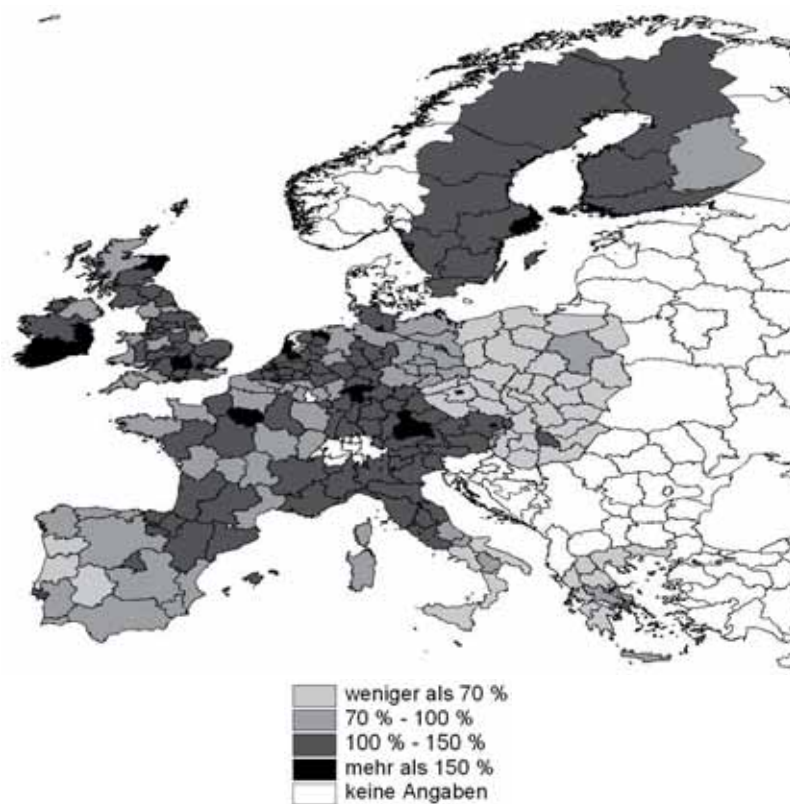 weniger als 70 %
70 % - 100 %
100 % - 150 %
mehr als 150 %
keine Angaben